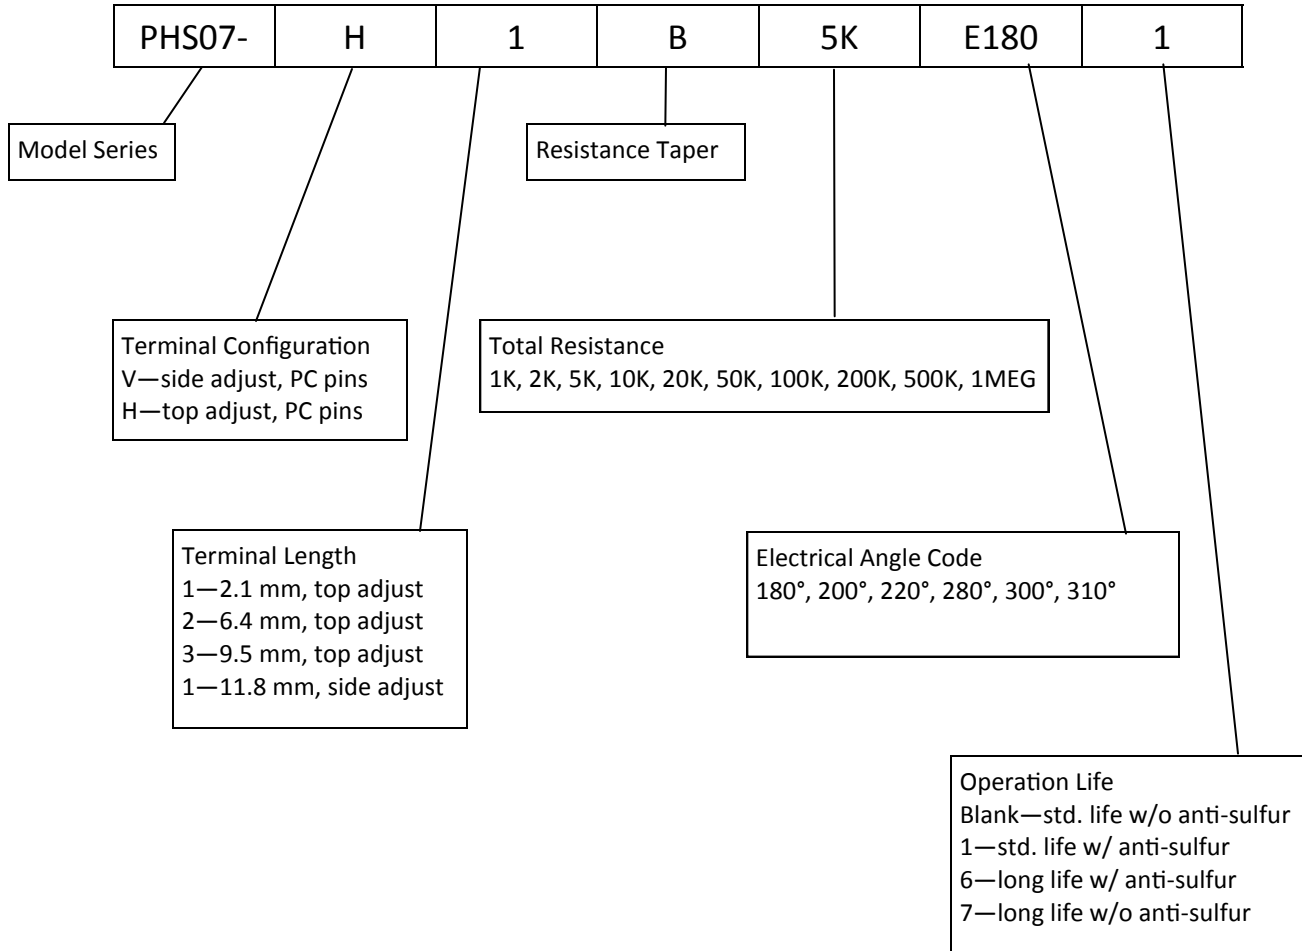 PHS07- H 1 B 5K E180 1
Model Series
Resistance Taper
Terminal Configuration
V—side adjust, PC pins
H—top adjust, PC pins
Total Resistance
1K, 2K, 5K, 10K, 20K, 50K, 100K, 200K, 500K, 1MEG
Terminal Length
1—2.1 mm, top adjust
2—6.4 mm, top adjust
3—9.5 mm, top adjust
1—11.8 mm, side adjust
Electrical Angle Code
180°, 200°, 220°, 280°, 300°, 310°
Operation Life
Blank—std. life w/o anti-sulfur
1—std. life w/ anti-sulfur
6—long life w/ anti-sulfur
7—long life w/o anti-sulfur